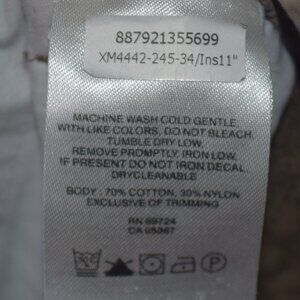 887921355699
XM4442-245-34/Ins11"
MACHINE WASH COLD GENTLE
WITH LIKE COLORS, DO NOT BLEACH,
TUMBLE DRY LOW,
REMOVE PROMPTLY, IRON LOW
IF PRESENT DO NOT IRON DECAL,
DRYCLEANABLE
BODY : 70% COTTON, 30% NYLON
EXCLUSIVE OF TRIMMING
RN 69724
CA 05367
P